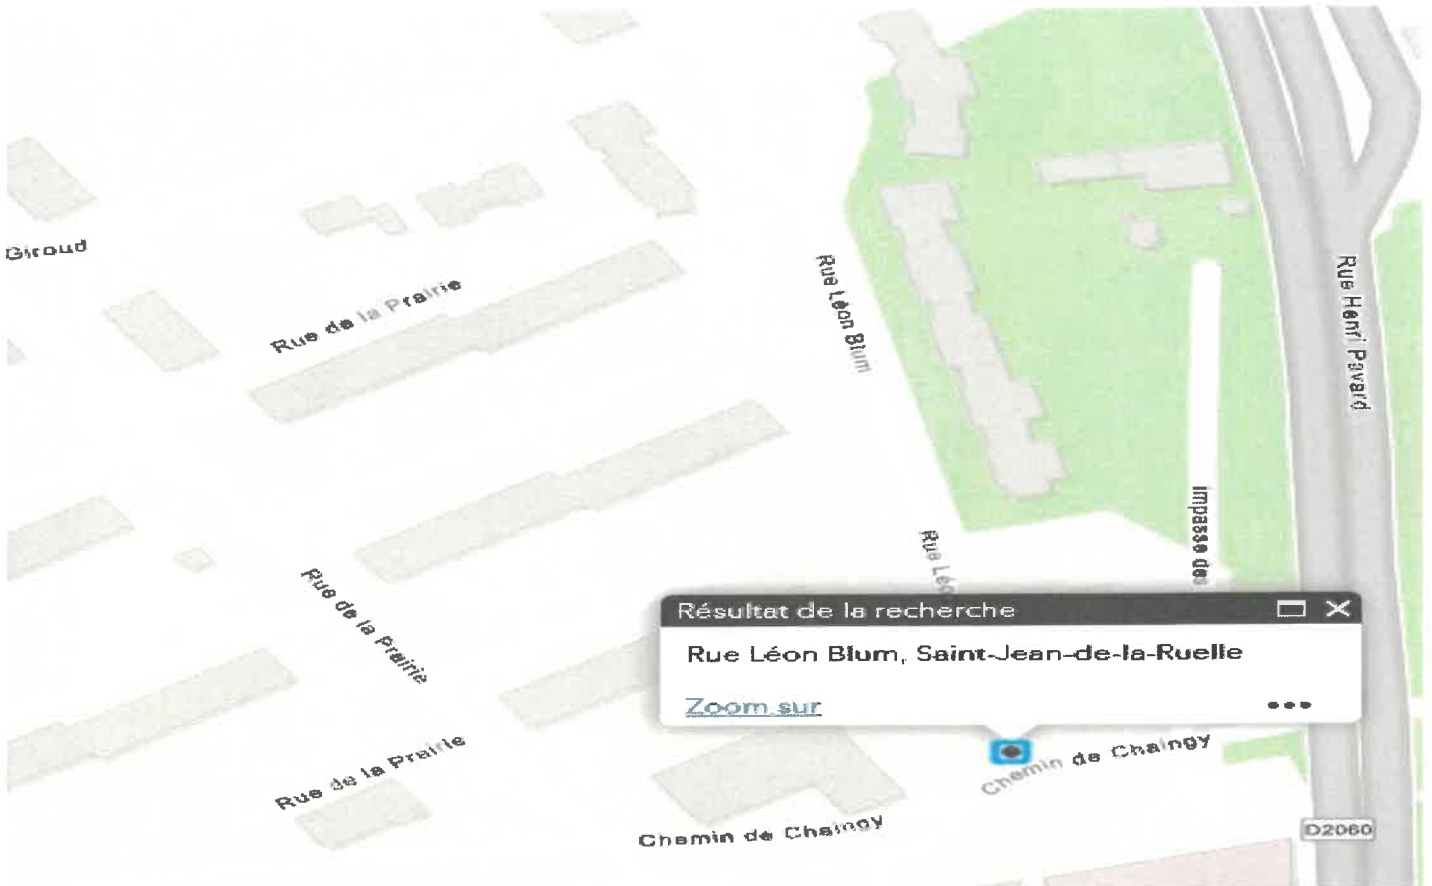 Giroud
Rue de la Prairie
Rue Léon Blum
Rue Henri Pavard
Impasse des
Rue Léo
Rue de la Prairie
Résultat de la recherche
Rue Léon Blum, Saint-Jean-de-la-Ruelle
Zoom sur
•••
Rue de la Prairie
Chemin de Chaingy
Chemin de Chaingy
D2060